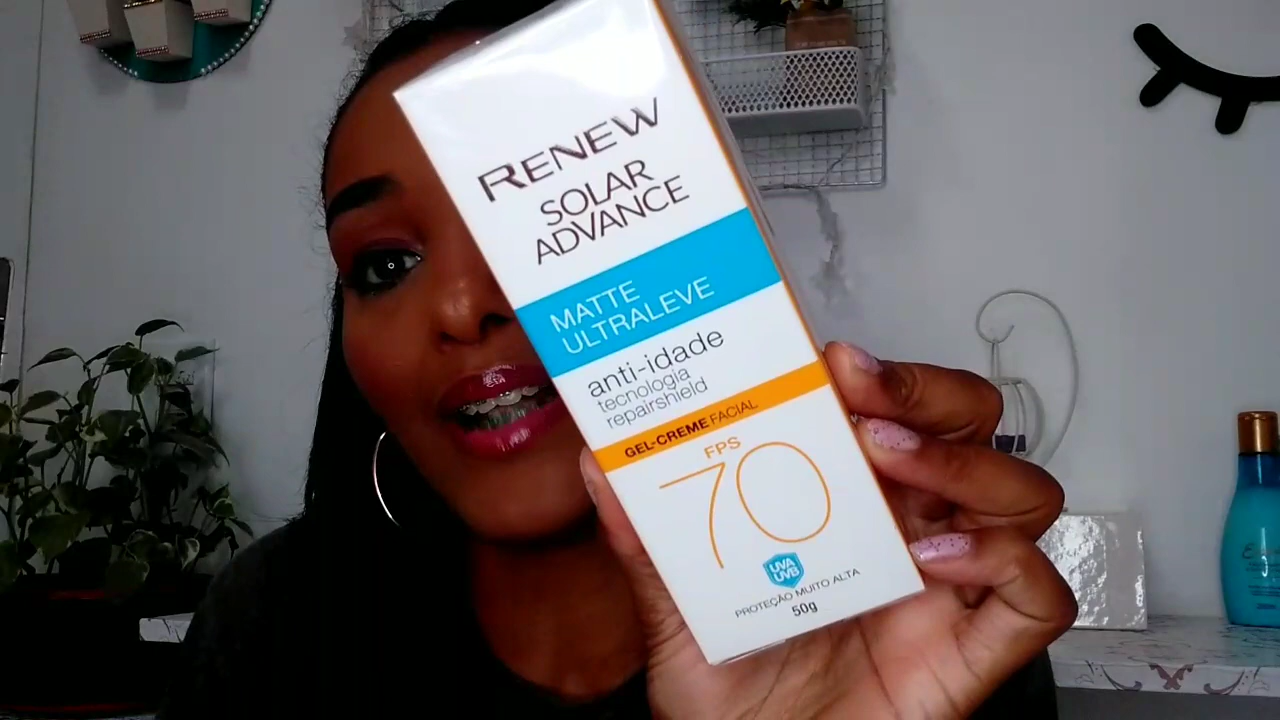 RENEW
SOLAR
ADVANCE
MATTE
ULTRALEVE
anti-idade
tecnologia
repairshield
GEL-CREME FACIAL
FPS
70
UVA
UVB
PROTEÇÃO MUITO ALTA
50g